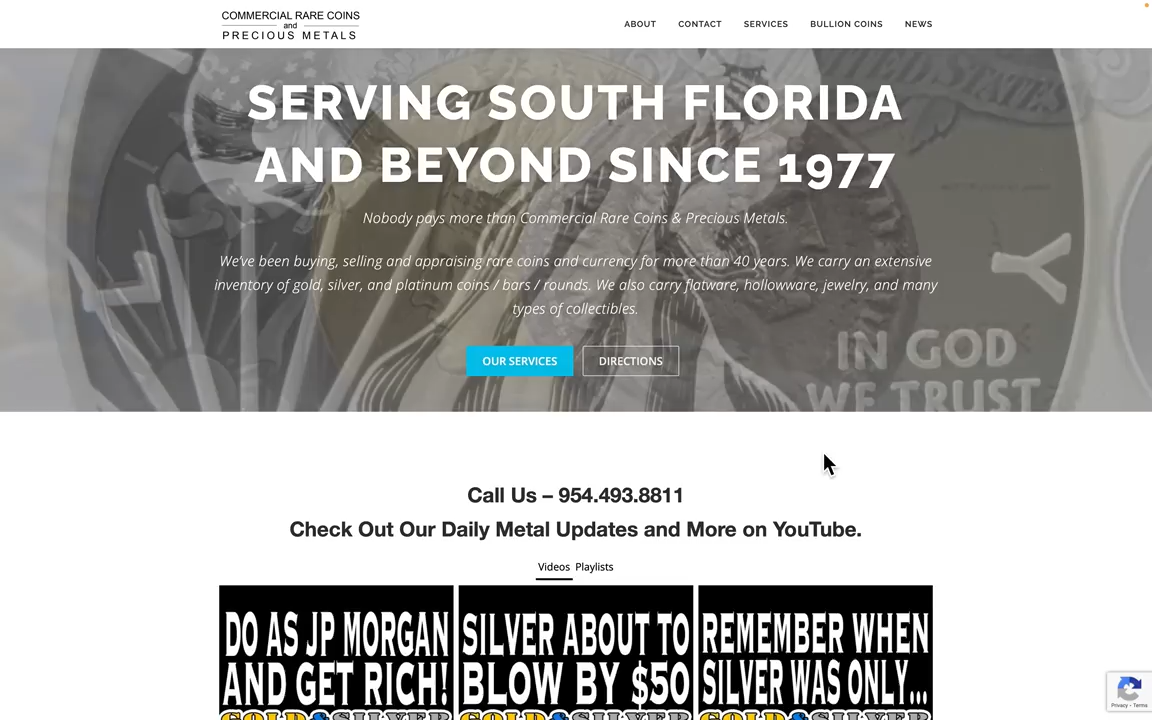 COMMERCIAL RARE COINS
and
PRECIOUS METALS
ABOUT
CONTACT
SERVICES
BULLION COINS
NEWS
SERVING SOUTH FLORIDA
AND BEYOND SINCE 1977
Nobody pays more than Commercial Rare Coins & Precious Metals.
We've been buying, selling and appraising rare coins and currency for more than 40 years. We carry an extensive
inventory of gold, silver, and platinum coins / bars / rounds. We also carry flatware, hollowware, jewelry, and many
types of collectibles.
OUR SERVICES
DIRECTIONS
IN GOD
WE TRUST
Call Us – 954.493.8811
Check Out Our Daily Metal Updates and More on YouTube.
Videos Playlists
DO AS JP MORGAN
AND GET RICH!
SILVER ABOUT TO
BLOW BY $50
REMEMBER WHEN
SILVER WAS ONLY...
Privacy - Terms